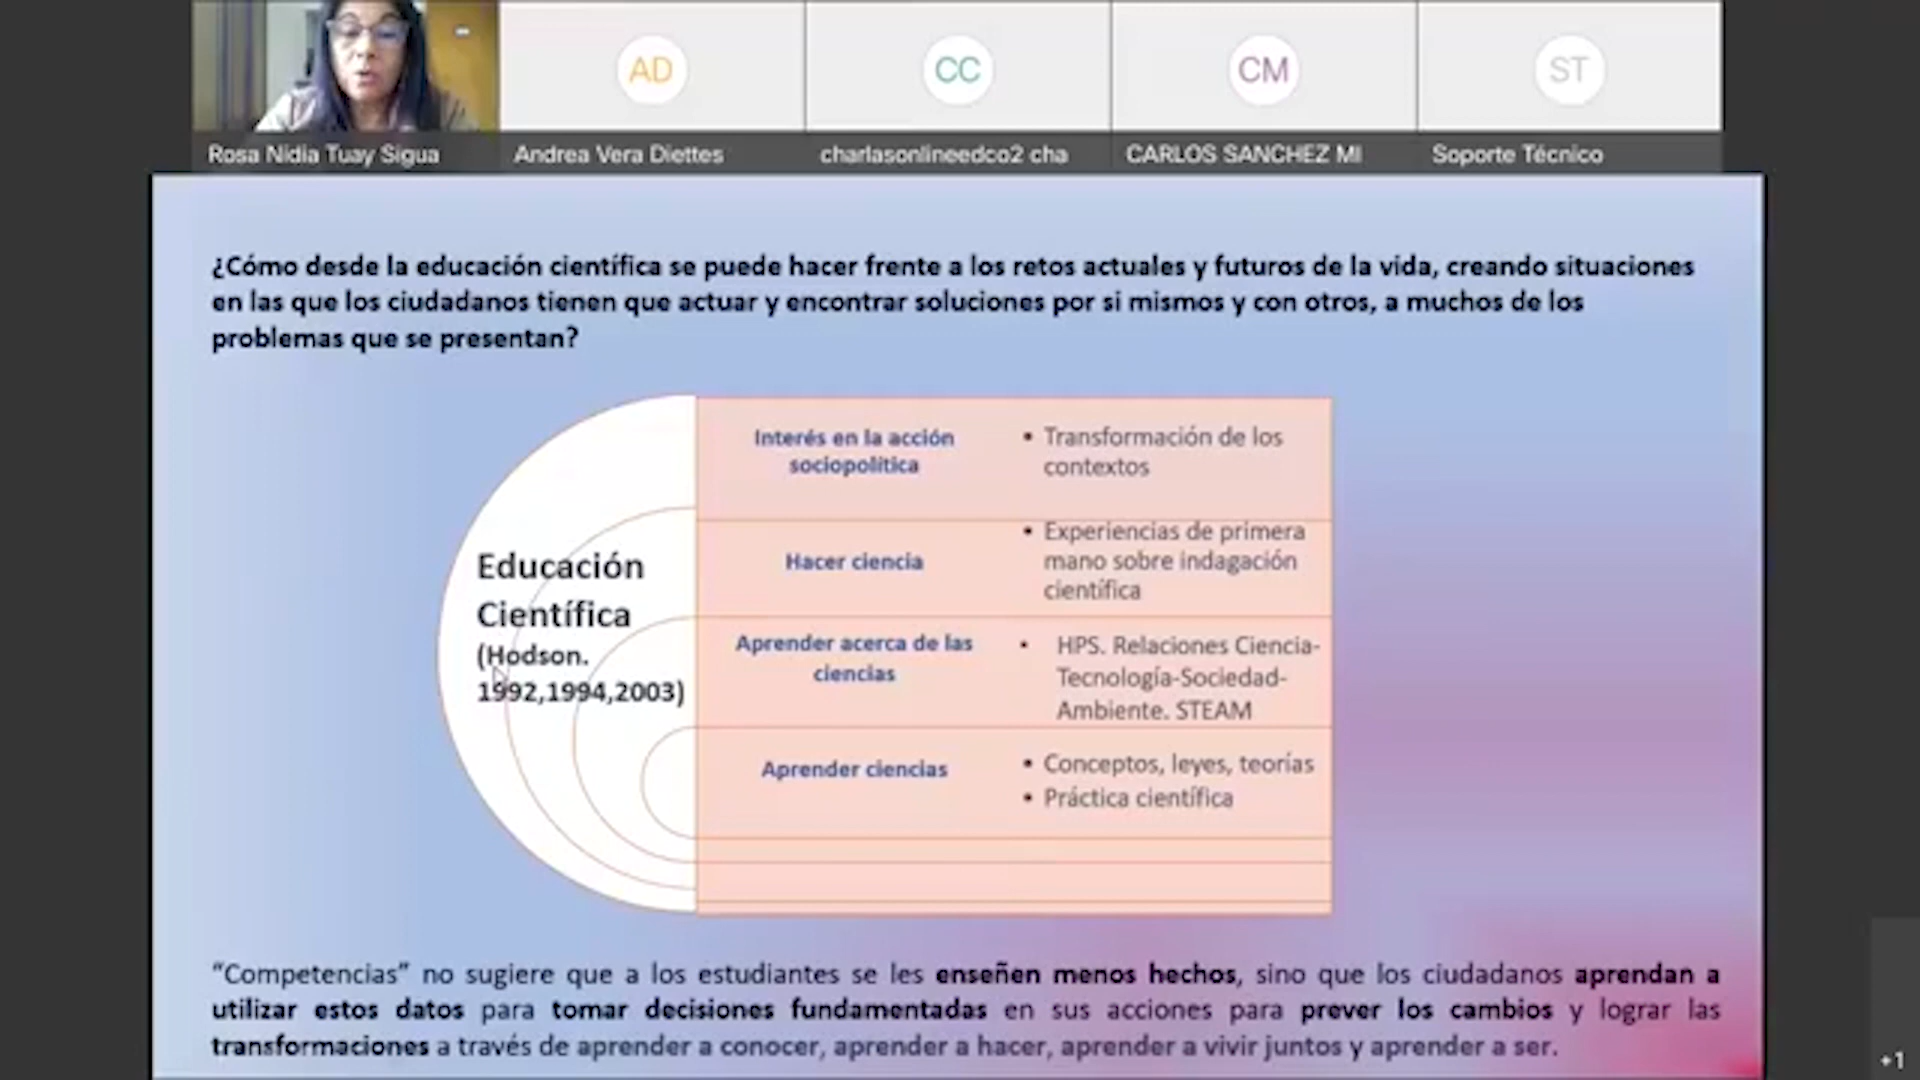 AD
CC
CM
ST
Rosa Nidia Tuay Sigua
Andrea Vera Diettes
charlasonlineedco2 cha
CARLOS SANCHEZ MI
Soporte Técnico
¿Cómo desde la educación científica se puede hacer frente a los retos actuales y futuros de la vida, creando situaciones
en las que los ciudadanos tienen que actuar y encontrar soluciones por si mismos y con otros, a muchos de los
problemas que se presentan?
Educación
Científica
(Hodson.
1992,1994,2003)
Interés en la acción
sociopolítica
• Transformación de los
contextos
Hacer ciencia
• Experiencias de primera
mano sobre indagación
científica
Aprender acerca de las
ciencias
• HPS. Relaciones Ciencia-
Tecnología-Sociedad-
Ambiente. STEAM
Aprender ciencias
• Conceptos, leyes, teorías
• Práctica científica
“Competencias” no sugiere que a los estudiantes se les enseñen menos hechos, sino que los ciudadanos aprendan a
utilizar estos datos para tomar decisiones fundamentadas en sus acciones para prever los cambios y lograr las
transformaciones a través de aprender a conocer, aprender a hacer, aprender a vivir juntos y aprender a ser.
+1